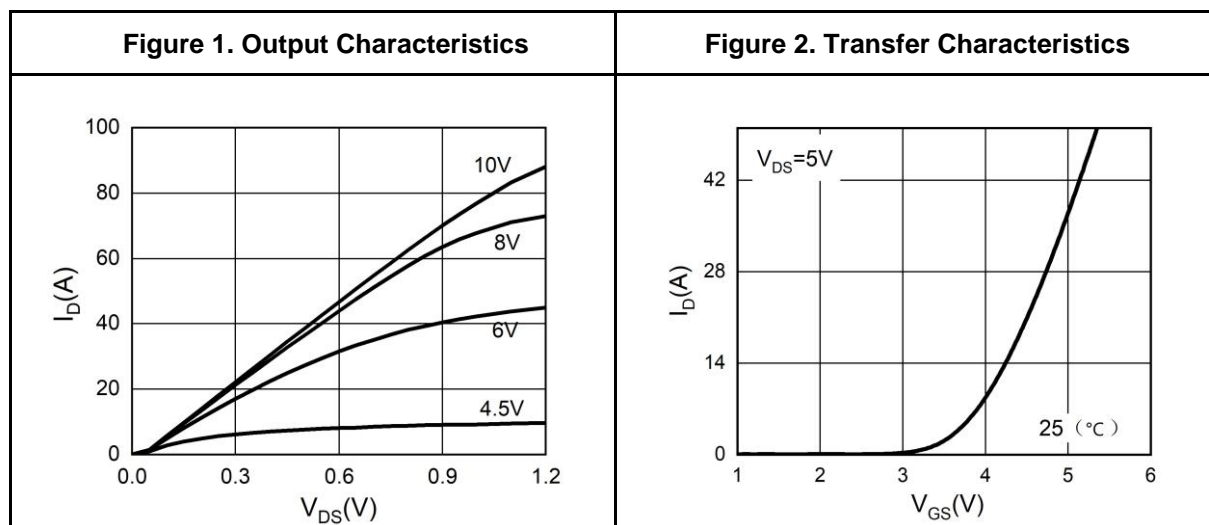 Figure 1. Output Characteristics
Figure 2. Transfer Characteristics
100
80
60
40
20
0
I_D(A)
10V
8V
6V
4.5V
0.0 0.3 0.6 0.9 1.2
V_DS(V)
V_DS=5V
42
28
14
0
I_D(A)
25（℃）
1 2 3 4 5 6
V_GS(V)